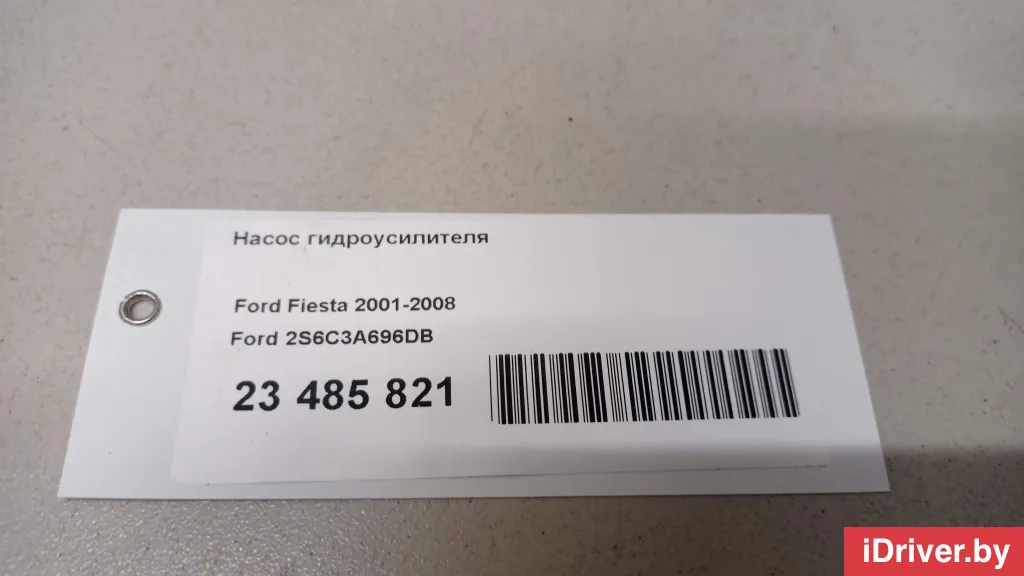 Насос гидроусилителя
Ford Fiesta 2001-2008
Ford 2S6C3A696DB
23 485 821
iDriver.by